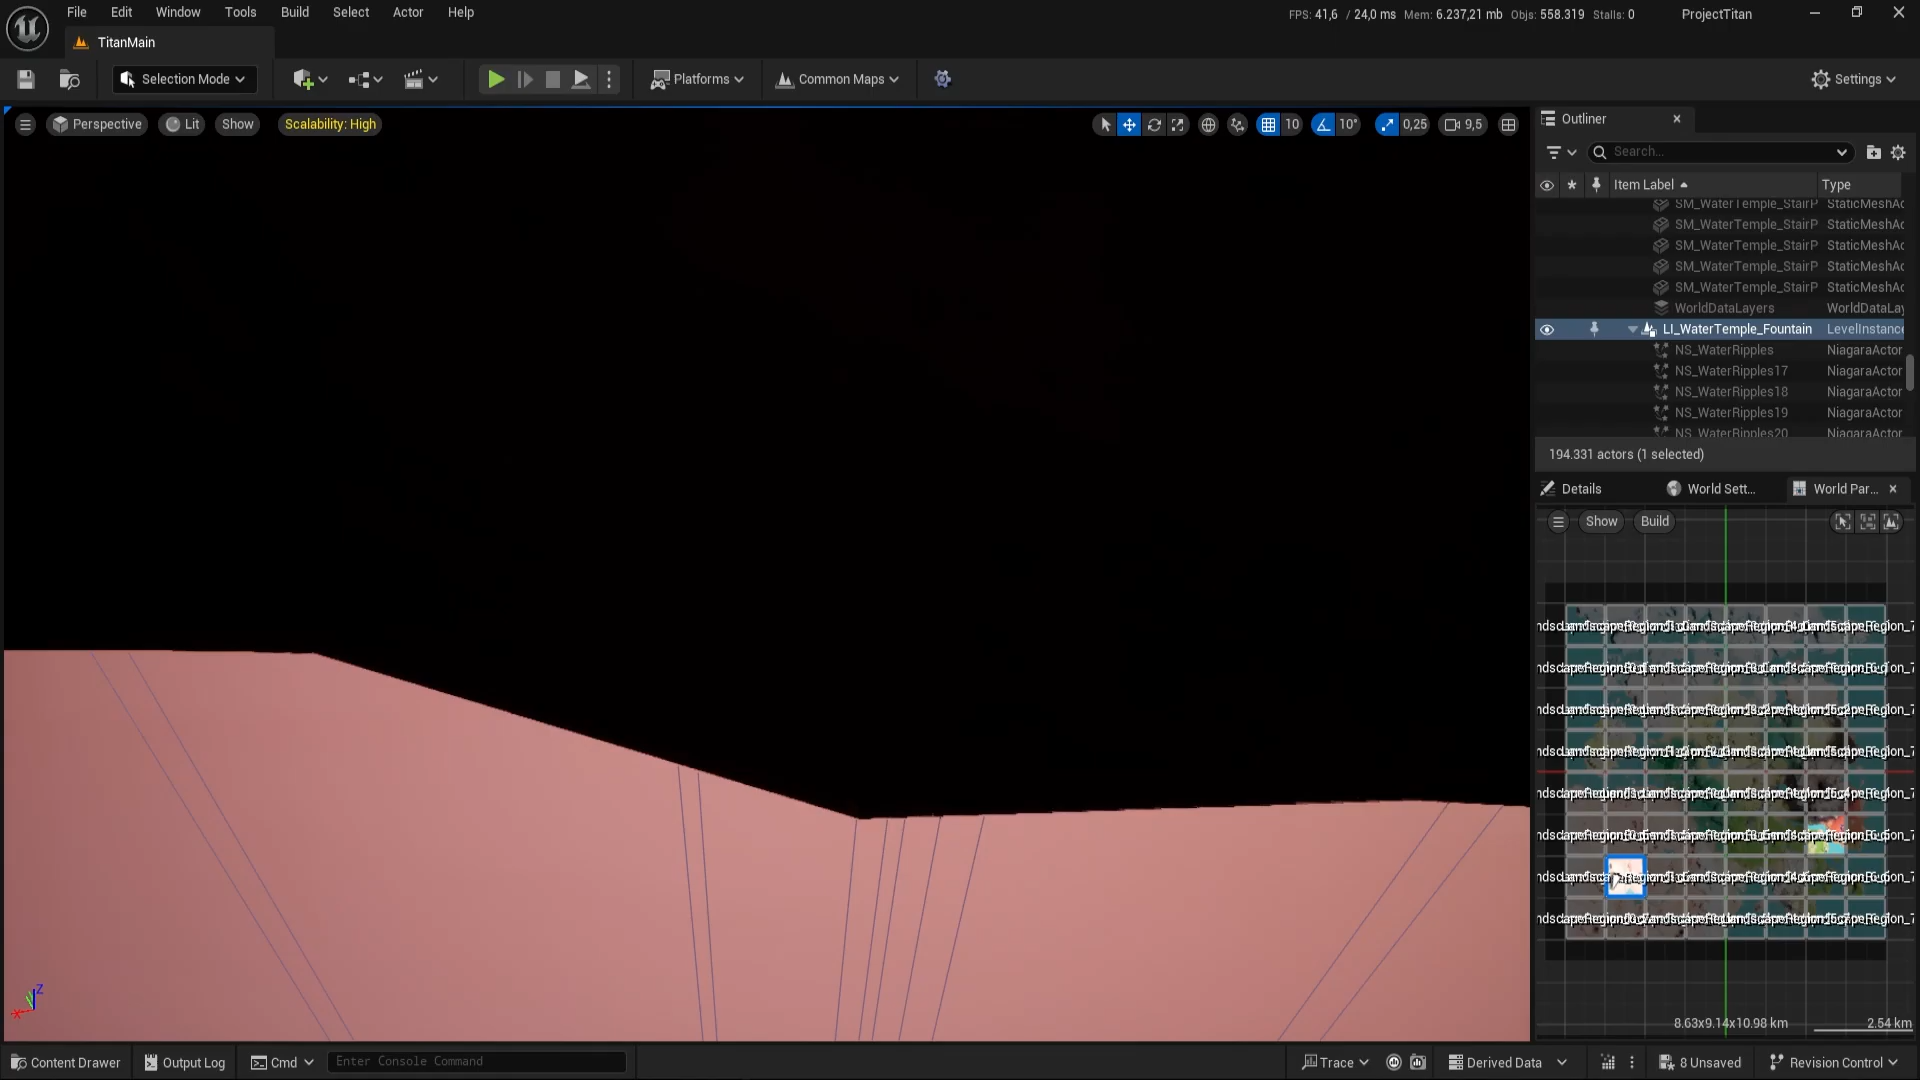 File Edit Window Tools Build Select Actor Help
FPS: 41,6 / 24,0 ms Mem: 6.237,21 mb Objs: 558.319 Stalls: 0
ProjectTitan
TitanMain
Selection Mode
Platforms
Common Maps
Settings
Perspective
Lit
Show
Scalability: High
10
10°
0,25
9,5
Outliner
Search...
Item Label
Type
SM_WaterTemple_StairP StaticMeshAc
SM_WaterTemple_StairP StaticMeshAc
SM_WaterTemple_StairP StaticMeshAc
SM_WaterTemple_StairP StaticMeshAc
SM_WaterTemple_StairP StaticMeshAc
WorldDataLayers WorldDataLay
LI_WaterTemple_Fountain LevelInstance
NS_WaterRipples NiagaraActor
NS_WaterRipples17 NiagaraActor
NS_WaterRipples18 NiagaraActor
NS_WaterRipples19 NiagaraActor
NS_WaterRipples20 NiagaraActor
194.331 actors (1 selected)
Details
World Sett...
World Par...
Show
Build
8.63x9.14x10.98 km
2.54 km
Content Drawer
Output Log
Cmd
Enter Console Command
Trace
Derived Data
8 Unsaved
Revision Control